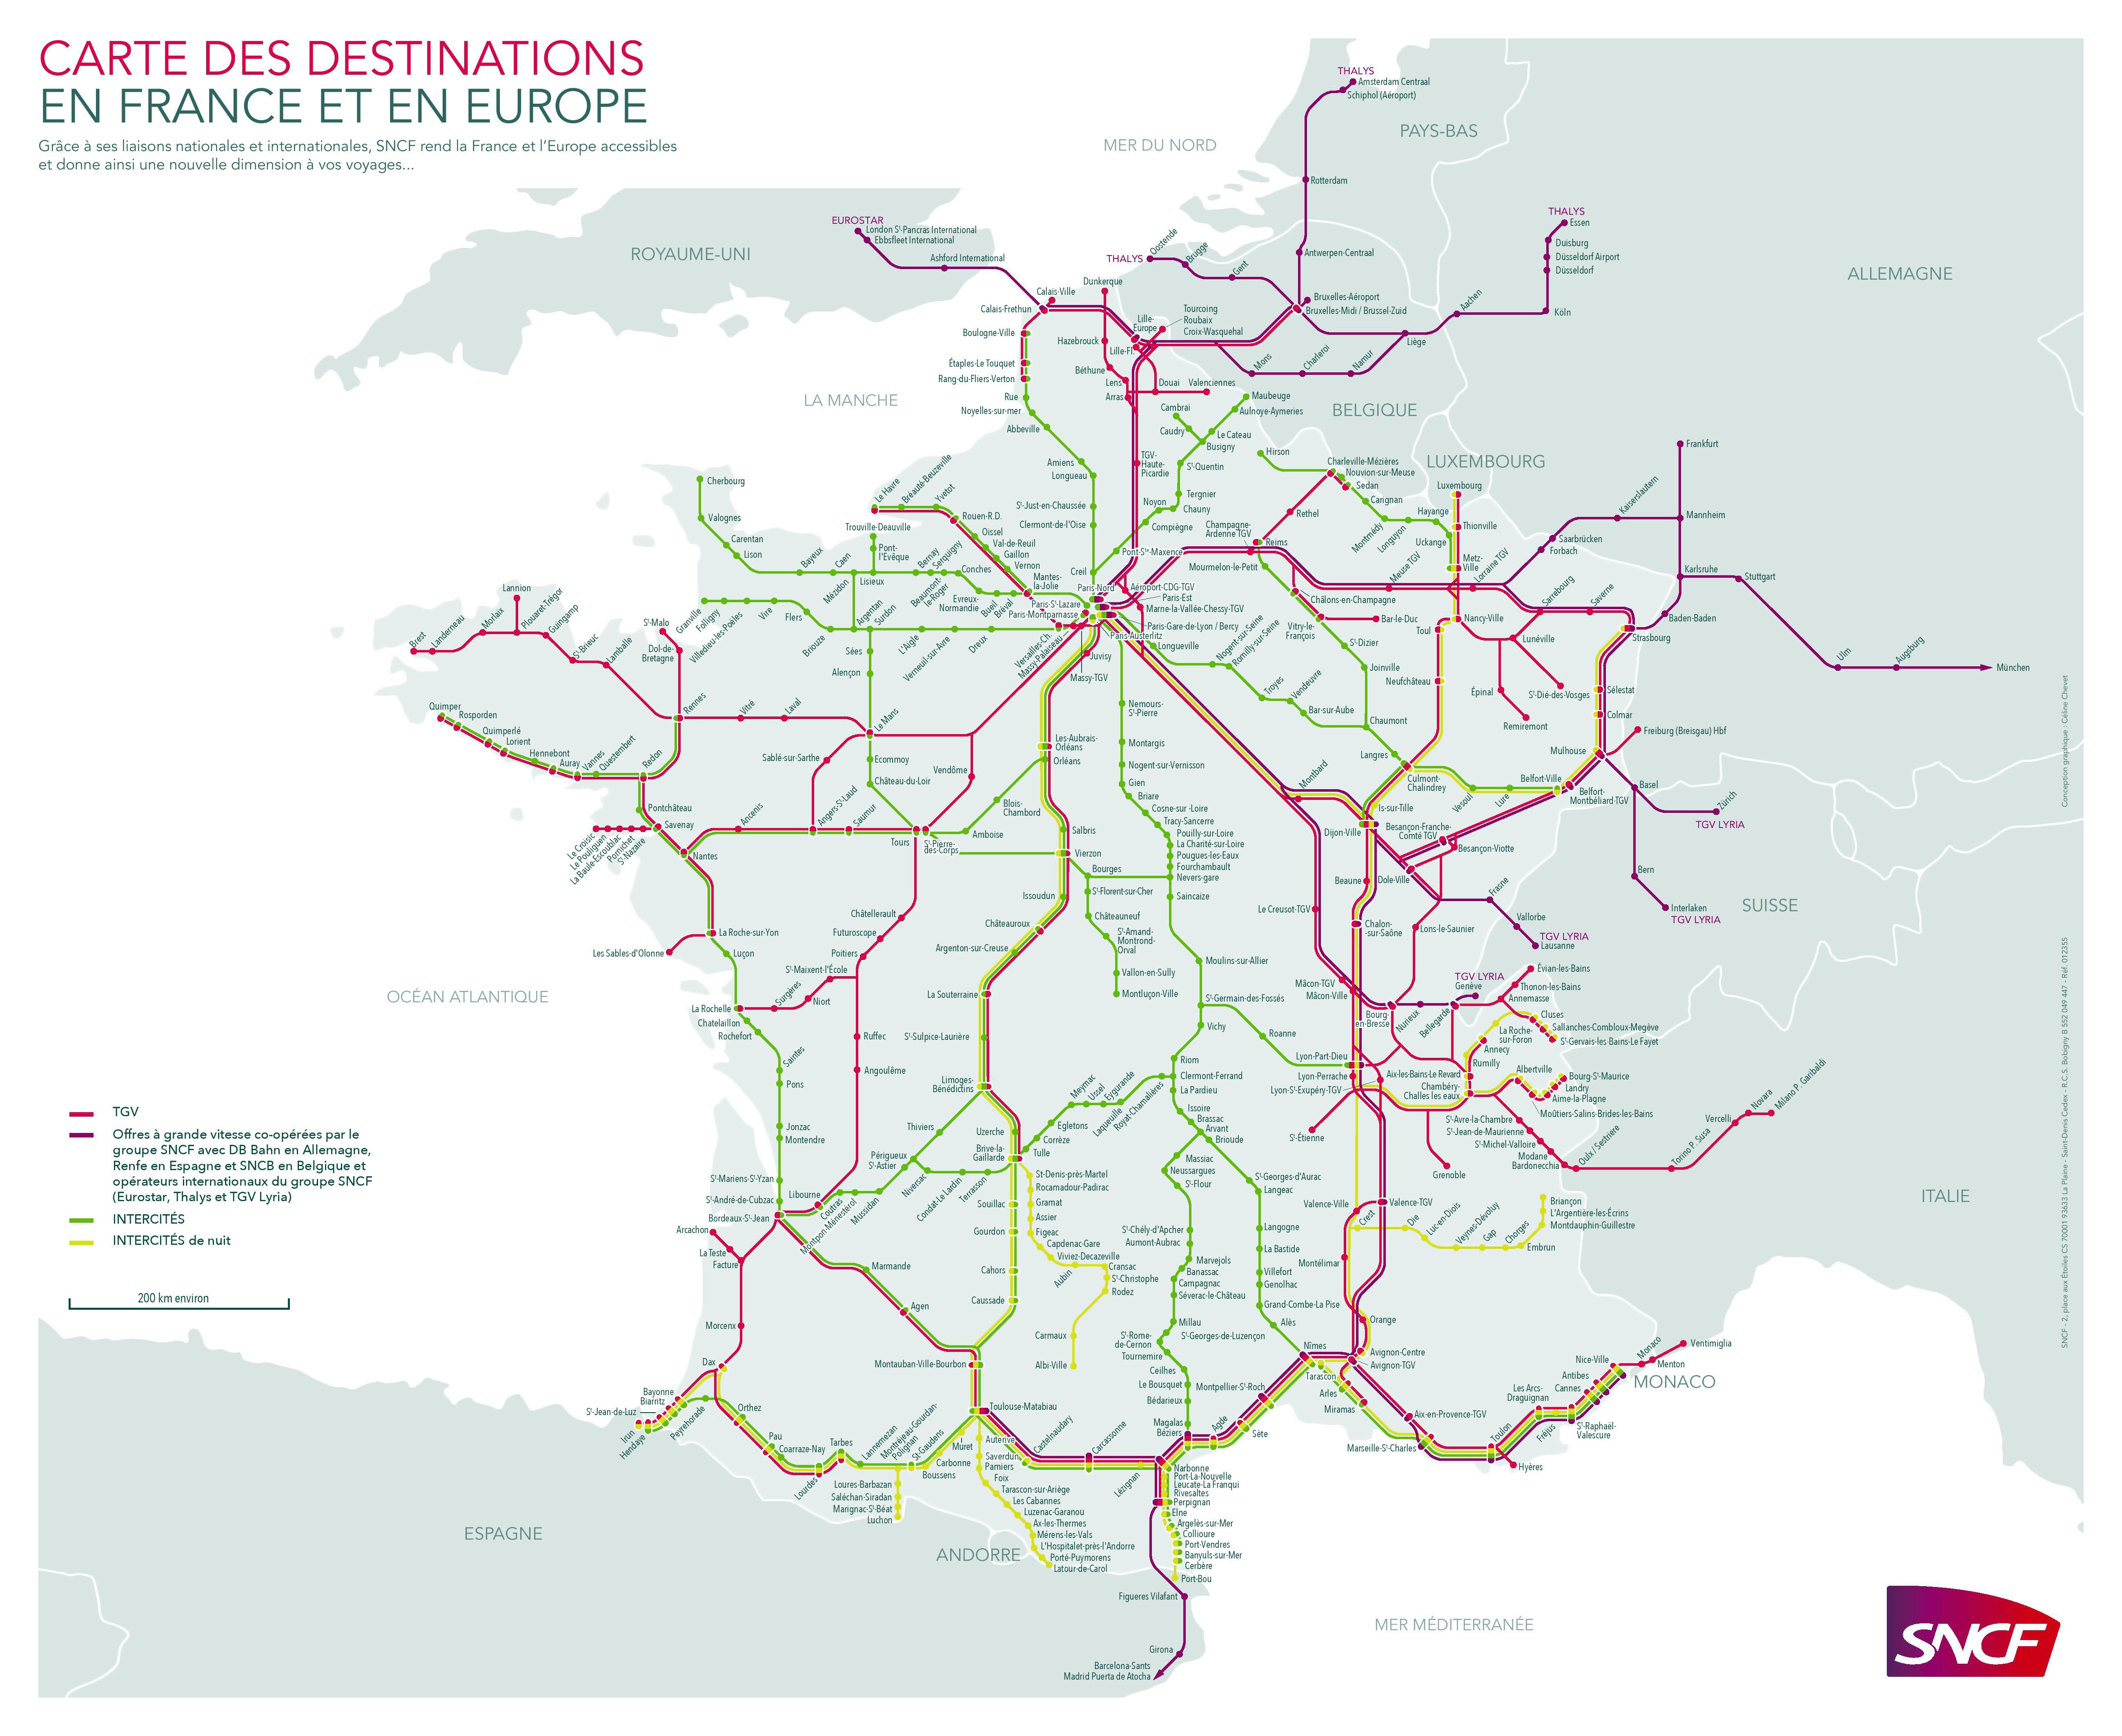 CARTE DES DESTINATIONS
EN FRANCE ET EN EUROPE
Grâce à ses liaisons nationales et internationales, SNCF rend la France et l'Europe accessibles
et donne ainsi une nouvelle dimension à vos voyages...
THALYS
Amsterdam Centraal
Schiphol (Aéroport)
PAYS-BAS
MER DU NORD
Rotterdam
EUROSTAR
London St-Pancras International
Ebbsfleet International
Ashford International
ROYAUME-UNI
THALYS
Oostende
Brugge
Gent
Antwerpen-Centraal
THALYS
Essen
Duisburg
Düsseldorf Airport
Düsseldorf
Köln
Aachen
ALLEMAGNE
Dunkerque
Calais-Ville
Calais-Frethun
Bruxelles-Aéroport
Bruxelles-Midi / Brussel-Zuid
Tourcoing
Roubaix
Croix-Wasquehal
Lille-
Europe
Lille-Fl.
Liège
Boulogne-Ville
Hazebrouck
Étaples-Le Touquet
Rang-du-Fliers-Verton
Béthune
Mons
Charleroi
Namur
Lens
Douai
Valenciennes
Arras
LA MANCHE
Rue
Noyelles-sur-mer
Abbeville
Maubeuge
Aulnoye-Aymeries
Cambrai
Caudry
Le Cateau
Busigny
BELGIQUE
Frankfurt
Amiens
Longueau
TGV-
Haute-
Picardie
St-Quentin
Hirson
Charleville-Mézières
Nouvion-sur-Meuse
Sedan
LUXEMBOURG
Luxembourg
Cherbourg
Valognes
Carentan
Lison
Bayeux
Caen
Le Havre
Bréauté-Beuzeville
Yvetot
Rouen-R.D.
Oissel
Val-de-Reuil
Gaillon
Vernon
Mantes-
la-Jolie
Trouville-Deauville
Pont-
l'Evêque
Lisieux
Bernay
Serquigny
Beaumont-
le-Roger
Conches
Evreux-
Normandie
Bueil
Bréval
Mézidon
St-Just-en-Chaussée
Clermont-de-l'Oise
Creil
Tergnier
Noyon
Chauny
Compiègne
Pont-Ste-Maxence
Rethel
Champagne-
Ardenne TGV
Reims
Mourmelon-le-Petit
Carignan
Montmédy
Longuyon
Hayange
Uckange
Thionville
Metz-
Ville
Meuse TGV
Lorraine TGV
Kaiserslautern
Saarbrücken
Forbach
Mannheim
Karlsruhe
Stuttgart
Baden-Baden
Ulm
Augsburg
München
Paris-Nord
Aéroport-CDG-TGV
Paris-Est
Paris-St-Lazare
Marne-la-Vallée-Chessy-TGV
Paris-Montparnasse
Paris-Gare-de-Lyon / Bercy
Paris-Austerlitz
Versailles-Ch.
Massy-Palaiseau
Massy-TGV
Juvisy
Longueville
Nogent-sur-Seine
Romilly-sur-Seine
Troyes
Vendeuvre
Bar-sur-Aube
Chaumont
Châlons-en-Champagne
Vitry-le-
François
Bar-le-Duc
St-Dizier
Joinville
Toul
Nancy-Ville
Sarrebourg
Saverne
Strasbourg
Lunéville
Neufchâteau
Épinal
St-Dié-des-Vosges
Remiremont
Sélestat
Colmar
Mulhouse
Freiburg (Breisgau) Hbf
Lannion
Morlaix
Plouaret-Trégor
Guingamp
Brest
Landerneau
St-Brieuc
Lamballe
St-Malo
Dol-de-
Bretagne
Granville
Folligny
Villedieu-les-Poêles
Vire
Flers
Briouze
Argentan
Surdon
L'Aigle
Verneuil-sur-Avre
Dreux
Sées
Alençon
Rennes
Vitré
Laval
Le Mans
Sablé-sur-Sarthe
Ecommoy
Château-du-Loir
Vendôme
Quimper
Rosporden
Quimperlé
Lorient
Hennebont
Auray
Vannes
Questembert
Redon
Pontchâteau
Savenay
Le Croisic
Le Pouliguen
La Baule-Escoublac
Pornichet
St-Nazaire
Nantes
Ancenis
Angers-St-Laud
Saumur
Tours
St-Pierre-
des-Corps
Amboise
Blois-
Chambord
Les-Aubrais-
Orléans
Orléans
Salbris
Vierzon
Bourges
Nemours-
St-Pierre
Montargis
Nogent-sur-Vernisson
Gien
Briare
Cosne-sur-Loire
Tracy-Sancerre
Pouilly-sur-Loire
La Charité-sur-Loire
Pougues-les-Eaux
Fourchambault
Nevers-gare
Saincaize
Langres
Culmont-
Chalindrey
Vesoul
Lure
Belfort-Ville
Belfort-
Montbéliard-TGV
Basel
Zürich
TGV LYRIA
Montbard
Is-sur-Tille
Dijon-Ville
Besançon-Franche-
Comté TGV
Besançon-Viotte
Beaune
Dole-Ville
Le Creusot-TGV
Chalon-
sur-Saône
Lons-le-Saunier
Frasne
Vallorbe
TGV LYRIA
Lausanne
Bern
Interlaken
TGV LYRIA
SUISSE
Issoudun
St-Florent-sur-Cher
Châteauneuf
St-Amand-
Montrond-
Orval
Vallon-en-Sully
Montluçon-Ville
Châteauroux
Argenton-sur-Creuse
La Souterraine
St-Sulpice-Laurière
Limoges-
Bénédictins
Châtellerault
Futuroscope
Poitiers
St-Maixent-l'École
Surgères
Niort
Ruffec
Angoulême
La Roche-sur-Yon
Les Sables-d'Olonne
Luçon
La Rochelle
Chatelaillon
Rochefort
Saintes
Pons
Jonzac
Montendre
OCÉAN ATLANTIQUE
Moulins-sur-Allier
St-Germain-des-Fossés
Vichy
Roanne
Riom
Clermont-Ferrand
La Pardieu
Royat-Chamalières
Laqueuille
Eygurande
Ussel
Meymac
Egletons
Corrèze
Tulle
Issoire
Brassac
Arvant
Brioude
Massiac
Neussargues
St-Flour
St-Georges-d'Aurac
Langeac
Mâcon-TGV
Mâcon-Ville
Bourg-
en-Bresse
Nurieux
Bellegarde
TGV LYRIA
Genève
Évian-les-Bains
Thonon-les-Bains
Annemasse
Cluses
Sallanches-Combloux-Megève
St-Gervais-les-Bains-Le Fayet
La Roche-
sur-Foron
Annecy
Rumilly
Lyon-Part-Dieu
Lyon-Perrache
Lyon-St-Exupéry-TGV
Aix-les-Bains-Le Revard
Chambéry-
Challes les eaux
Albertville
Bourg-St-Maurice
Landry
Aime-la-Plagne
Moûtiers-Salins-Brides-les-Bains
St-Avre-la-Chambre
St-Jean-de-Maurienne
St-Michel-Valloire
Modane
Bardonecchia
Oulx / Sestriere
Torino P. Susa
Vercelli
Novara
Milano P. Garibaldi
St-Étienne
Grenoble
ITALIE
TGV
Offres à grande vitesse co-opérées par le
groupe SNCF avec DB Bahn en Allemagne,
Renfe en Espagne et SNCB en Belgique et
opérateurs internationaux du groupe SNCF
(Eurostar, Thalys et TGV Lyria)
INTERCITÉS
INTERCITÉS de nuit
200 km environ
Thiviers
Périgueux
St-Astier
Uzerche
Brive-la-
Gaillarde
Niversac
Condat-Le Lardin
Terrasson
St-Mariens-St-Yzan
St-André-de-Cubzac
Libourne
Coutras
Montpon-Ménestérol
Mussidan
Bordeaux-St-Jean
Arcachon
La Teste
Facture
Marmande
Agen
Morcenx
Dax
St-Denis-près-Martel
Rocamadour-Padirac
Gramat
Assier
Figeac
Capdenac-Gare
Viviez-Decazeville
Aubin
Cransac
St-Christophe
Rodez
Carmaux
Albi-Ville
Souillac
Gourdon
Cahors
Caussade
Montauban-Ville-Bourbon
St-Chély-d'Apcher
Aumont-Aubrac
Marvejols
Banassac
Campagnac
Séverac-le-Château
Millau
St-Rome-
de-Cernon
St-Georges-de-Luzençon
Tournemire
Ceilhes
Le Bousquet
Bédarieux
Magalas
Béziers
Langogne
La Bastide
Villefort
Genolhac
Grand-Combe-La Pise
Alès
Nîmes
Valence-Ville
Valence-TGV
Crest
Die
Luc-en-Diois
Veynes-Dévoluy
Gap
Chorges
Embrun
Briançon
L'Argentière-les-Écrins
Montdauphin-Guillestre
Montélimar
Orange
Avignon-Centre
Avignon-TGV
Tarascon
Arles
Miramas
Aix-en-Provence-TGV
Marseille-St-Charles
Toulon
Hyères
Les Arcs-
Draguignan
Fréjus
St-Raphaël-
Valescure
Cannes
Antibes
Nice-Ville
Monaco
Menton
Ventimiglia
MONACO
Bayonne
Biarritz
St-Jean-de-Luz
Irun
Hendaye
Peyrehorade
Orthez
Pau
Coarraze-Nay
Lourdes
Tarbes
Lannemezan
Montréjeau-Gourdan-
Polignan
St-Gaudens
Boussens
Carbonne
Muret
Toulouse-Matabiau
Loures-Barbazan
Saléchan-Siradan
Marignac-St-Béat
Luchon
Auterive
Saverdun
Pamiers
Foix
Tarascon-sur-Ariège
Les Cabannes
Luzenac-Garanou
Ax-les-Thermes
Mérens-les-Vals
L'Hospitalet-près-l'Andorre
Porté-Puymorens
Latour-de-Carol
Castelnaudary
Carcassonne
Lézignan
Montpellier-St-Roch
Agde
Sète
Narbonne
Port-La-Nouvelle
Leucate-La Franqui
Rivesaltes
Perpignan
Elne
Argelès-sur-Mer
Collioure
Port-Vendres
Banyuls-sur-Mer
Cerbère
Port-Bou
Figueres Vilafant
Girona
Barcelona-Sants
Madrid Puerta de Atocha
ESPAGNE
ANDORRE
MER MÉDITERRANÉE
SNCF - 2, place aux Étoiles CS 70001 93633 La Plaine - Saint-Denis Cedex - R.C.S. Bobigny B 552 049 447 - Réf. 012355
Conception graphique : Céline Chevet
SNCF